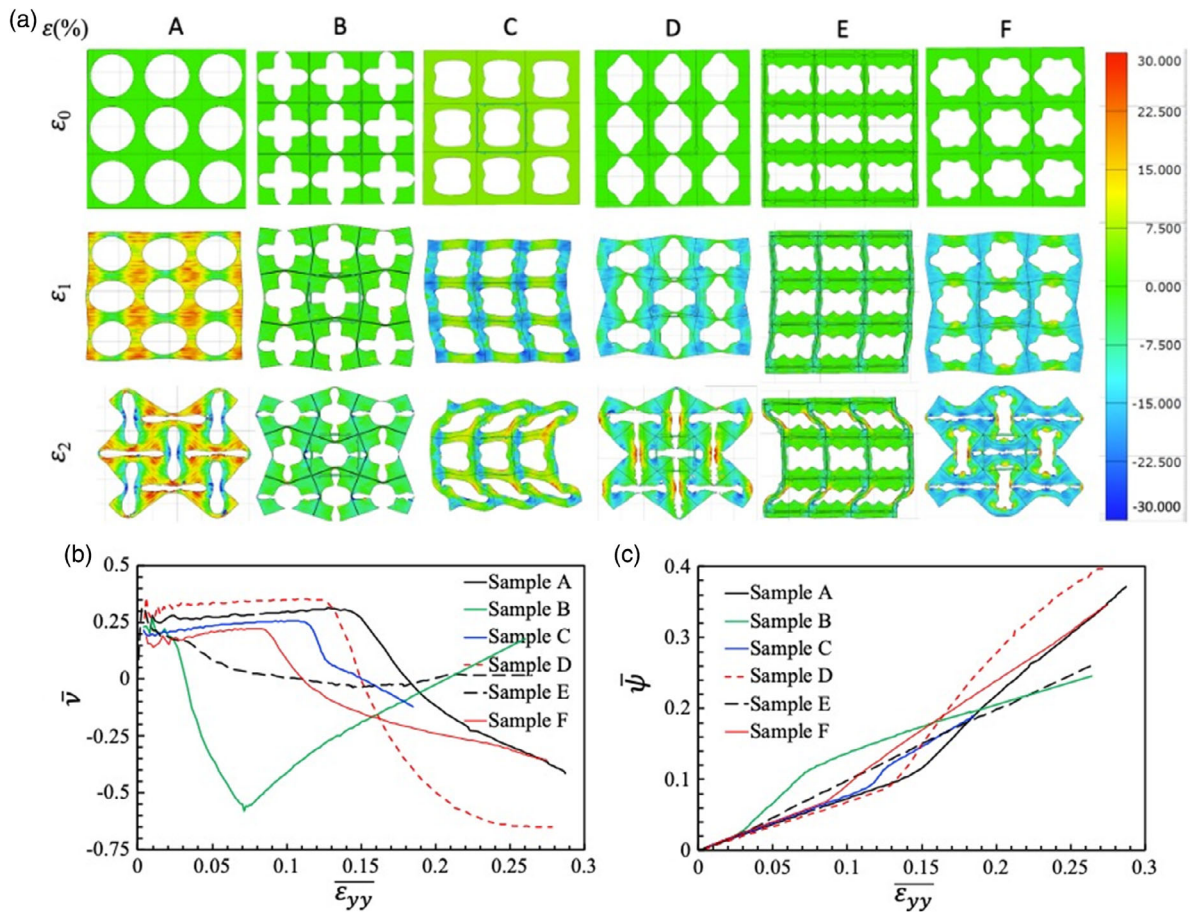 (a) ε(%) A B C D E F
ε0
ε1
ε2
30.000
22.500
15.000
7.500
0.000
-7.500
-15.000
-22.500
-30.000
(b)
0.5
0.25
0
-0.25
-0.5
-0.75
ν̄
0 0.05 0.1 0.15 0.2 0.25 0.3
ε̅yy
Sample A
Sample B
Sample C
Sample D
Sample E
Sample F
(c)
0.4
0.3
0.2
0.1
0
ψ̄
0 0.05 0.1 0.15 0.2 0.25 0.3
ε̅yy
Sample A
Sample B
Sample C
Sample D
Sample E
Sample F